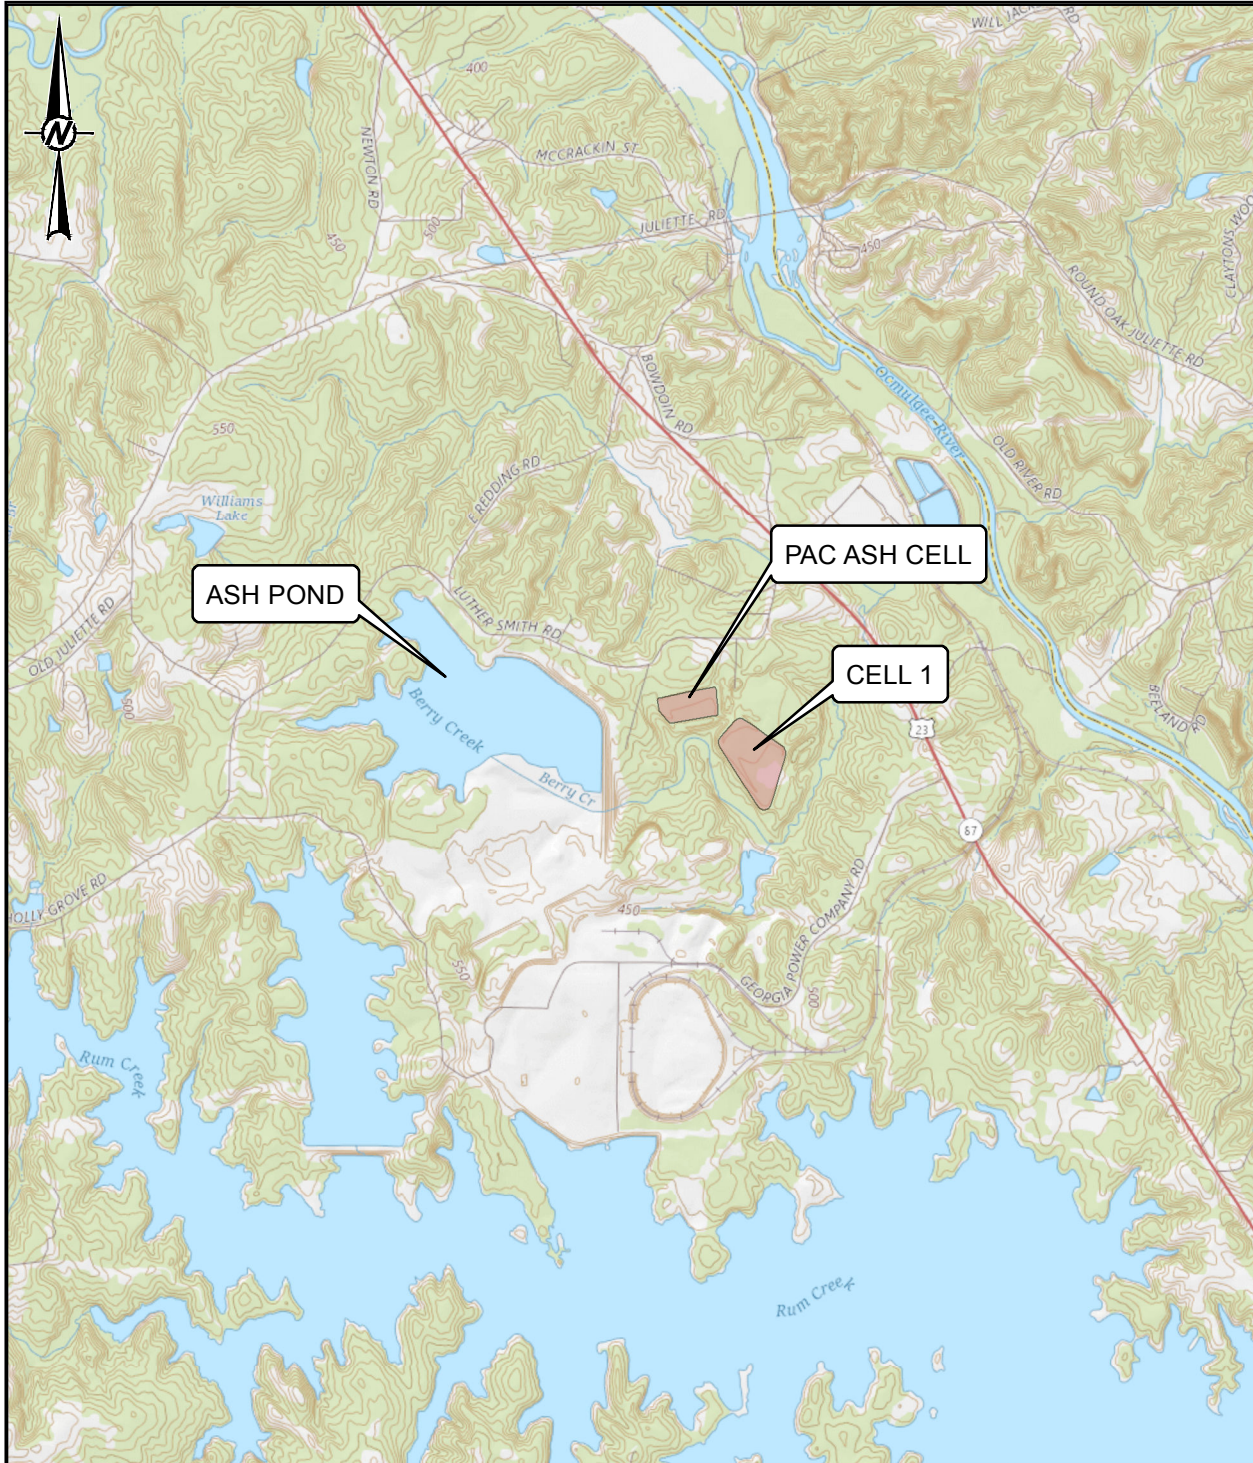 WILL JACK RD
400
NEWTON RD
MCCRACKIN ST
N
CLAYTONS WOO
450
500
JULIETTE RD
450
ROUND OAK JULIETTE RD
BOWDOIN RD
Ocmulgee River
550
E REDDING RD
OLD RIVER RD
Williams
Lake
PAC ASH CELL
ASH POND
LUTHER SMITH RD
OLD JULIETTE RD
CELL 1
500
Berry Creek
BEELAND RD
23
Berry Cr
87
HOLLY GROVE RD
GEORGIA POWER COMPANY RD
450
550
500
Rum Creek
Rum Creek